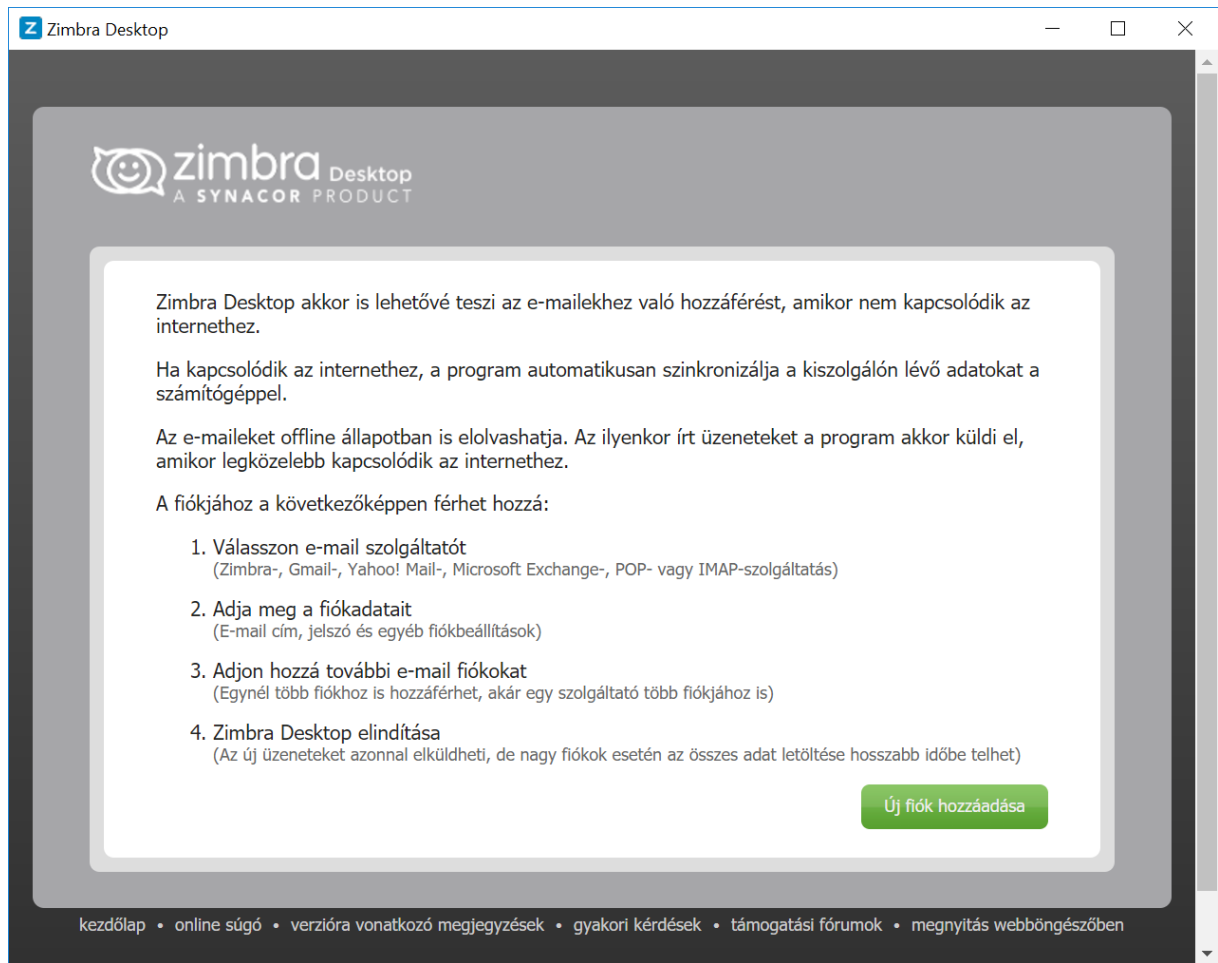 Zimbra Desktop
zimbra Desktop
A SYNACOR PRODUCT
Zimbra Desktop akkor is lehetővé teszi az e-mailekhez való hozzáférést, amikor nem kapcsolódik az
internethez.
Ha kapcsolódik az internethez, a program automatikusan szinkronizálja a kiszolgálón lévő adatokat a
számítógéppel.
Az e-maileket offline állapotban is elolvashatja. Az ilyenkor írt üzeneteket a program akkor küldi el,
amikor legközelebb kapcsolódik az internethez.
A fiókjához a következőképpen férhet hozzá:
1. Válasszon e-mail szolgáltatót
(Zimbra-, Gmail-, Yahoo! Mail-, Microsoft Exchange-, POP- vagy IMAP-szolgáltatás)
2. Adja meg a fiókadatait
(E-mail cím, jelszó és egyéb fiókbeállítások)
3. Adjon hozzá további e-mail fiókokat
(Egynél több fiókhoz is hozzáférhet, akár egy szolgáltató több fiókjához is)
4. Zimbra Desktop elindítása
(Az új üzeneteket azonnal elküldheti, de nagy fiókok esetén az összes adat letöltése hosszabb időbe telhet)
Új fiók hozzáadása
kezdőlap • online súgó • verzióra vonatkozó megjegyzések • gyakori kérdések • támogatási fórumok • megnyitás webböngészőben